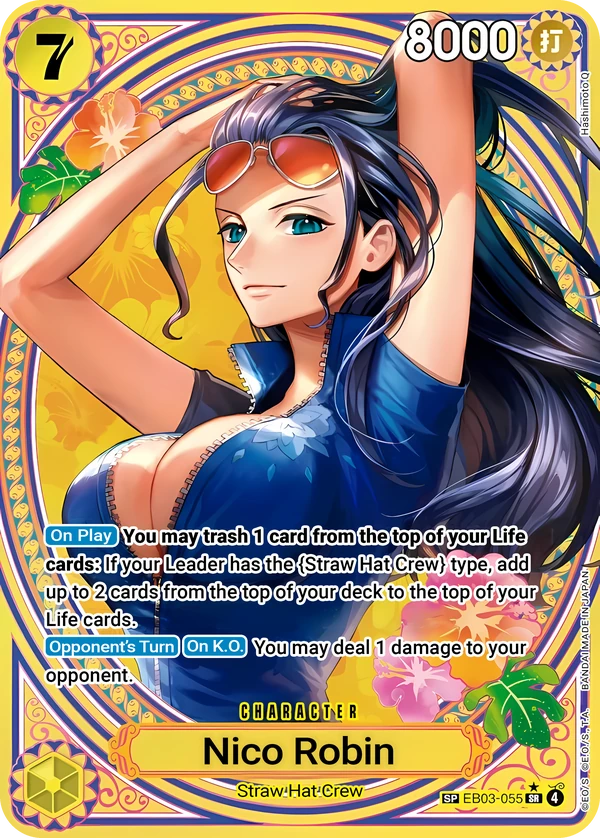 7
8000
打
Hashimoto Q
On Play You may trash 1 card from the top of your Life
cards: If your Leader has the {Straw Hat Crew} type, add
up to 2 cards from the top of your deck to the top of your
Life cards.
Opponent's Turn On K.O. You may deal 1 damage to your
opponent.
CHARACTER
Nico Robin
Straw Hat Crew
SP EB03-055 SR 4
©E.O./S., ©E.O./S.,T.A. BANDAI MADE IN JAPAN